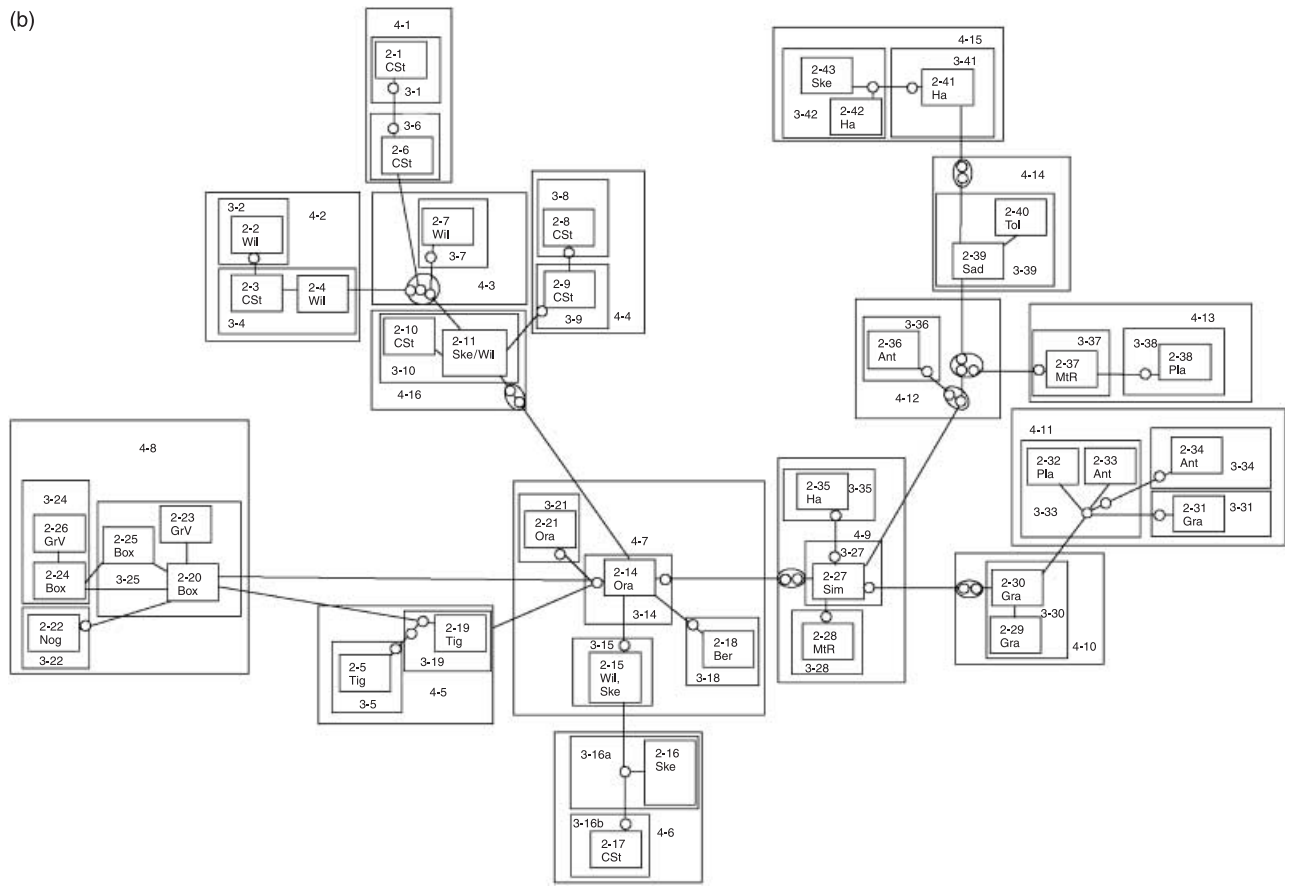 (b)
4-1
2-1
CSt
3-1
3-6
2-6
CSt
3-2
4-2
2-2
Wil
2-3
CSt
2-4
Wil
3-4
2-7
Wil
3-7
4-3
3-8
2-8
CSt
2-9
CSt
3-9
4-4
2-10
CSt
2-11
Ske/Wil
3-10
4-16
4-15
3-41
2-43
Ske
2-41
Ha
2-42
Ha
3-42
4-14
2-40
Tol
2-39
Sad
3-39
3-36
2-36
Ant
4-12
4-13
3-37
2-37
MtR
3-38
2-38
Pla
4-11
2-32
Pla
2-33
Ant
3-33
2-34
Ant
3-34
2-31
Gra
3-31
4-8
3-24
2-26
GrV
2-23
GrV
2-25
Box
2-24
Box
3-25
2-20
Box
2-22
Nog
3-22
2-19
Tig
3-19
2-5
Tig
3-5
4-5
3-21
2-21
Ora
4-7
2-14
Ora
3-14
3-15
2-15
Wil,
Ske
2-18
Ber
3-18
3-16a
2-16
Ske
3-16b
2-17
CSt
4-6
2-35
Ha
3-35
4-9
3-27
2-27
Sim
2-28
MtR
3-28
2-30
Gra
3-30
2-29
Gra
4-10